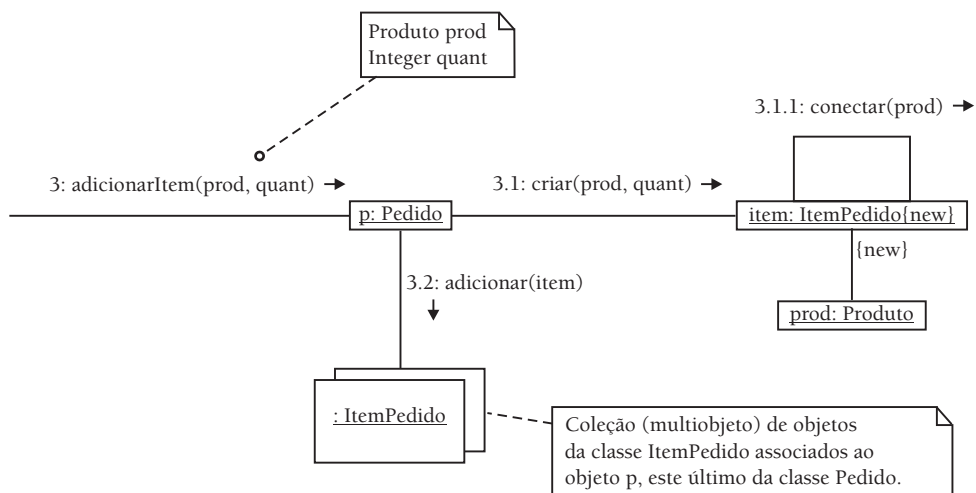 Produto prod
Integer quant
3.1.1: conectar(prod)
3: adicionarItem(prod, quant)
3.1: criar(prod, quant)
p: Pedido
item: ItemPedido{new}
{new}
3.2: adicionar(item)
prod: Produto
: ItemPedido
Coleção (multiobjeto) de objetos
da classe ItemPedido associados ao
objeto p, este último da classe Pedido.